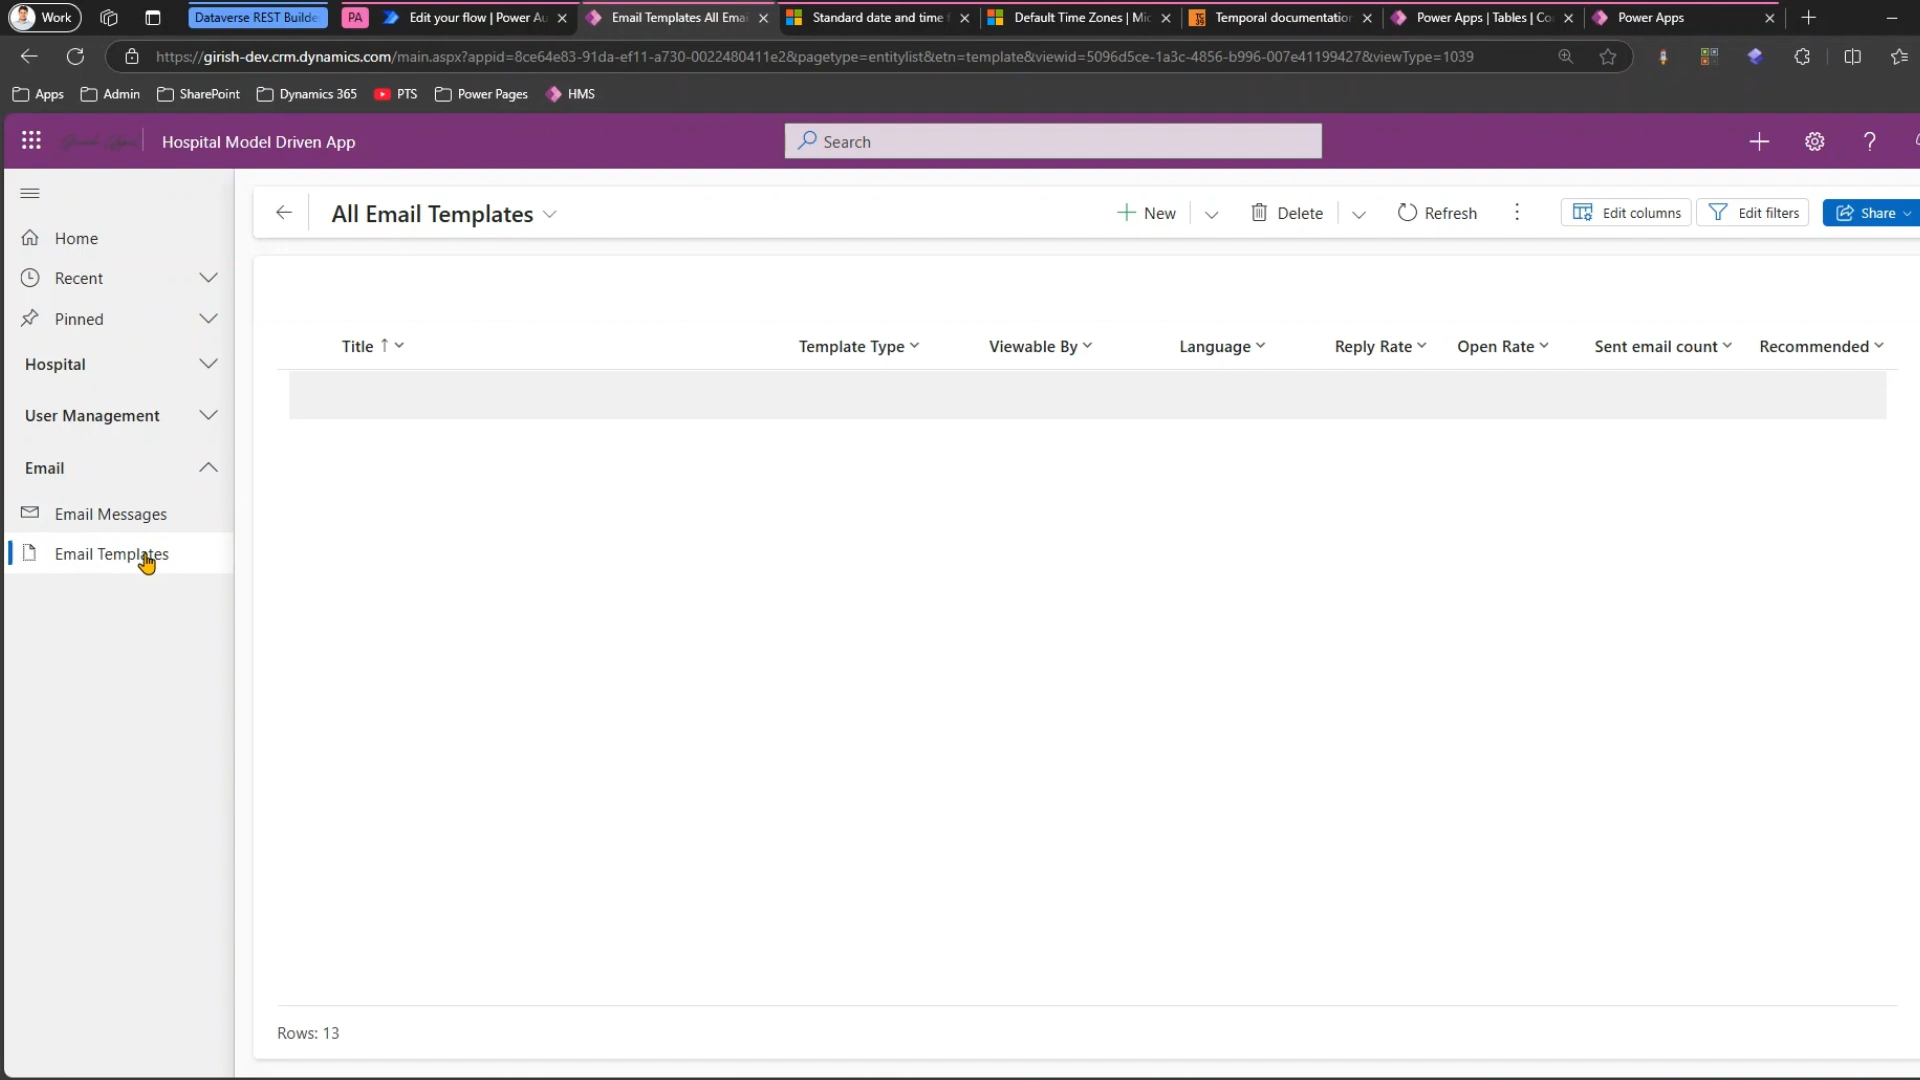 Work
Dataverse REST Builde
PA
Edit your flow | Power Au
Email Templates All Emai
Standard date and time f
Default Time Zones | Mic
Temporal documentation
Power Apps | Tables | Co
Power Apps
https://girish-dev.crm.dynamics.com/main.aspx?appid=8ce64e83-91da-ef11-a730-0022480411e2&pagetype=entitylist&etn=template&viewid=5096d5ce-1a3c-4856-b996-007e41199427&viewType=1039
Apps
Admin
SharePoint
Dynamics 365
PTS
Power Pages
HMS
Hospital Model Driven App
Search
Home
Recent
Pinned
Hospital
User Management
Email
Email Messages
Email Templates
All Email Templates
New
Delete
Refresh
Edit columns
Edit filters
Share
Title
Template Type
Viewable By
Language
Reply Rate
Open Rate
Sent email count
Recommended
Rows: 13